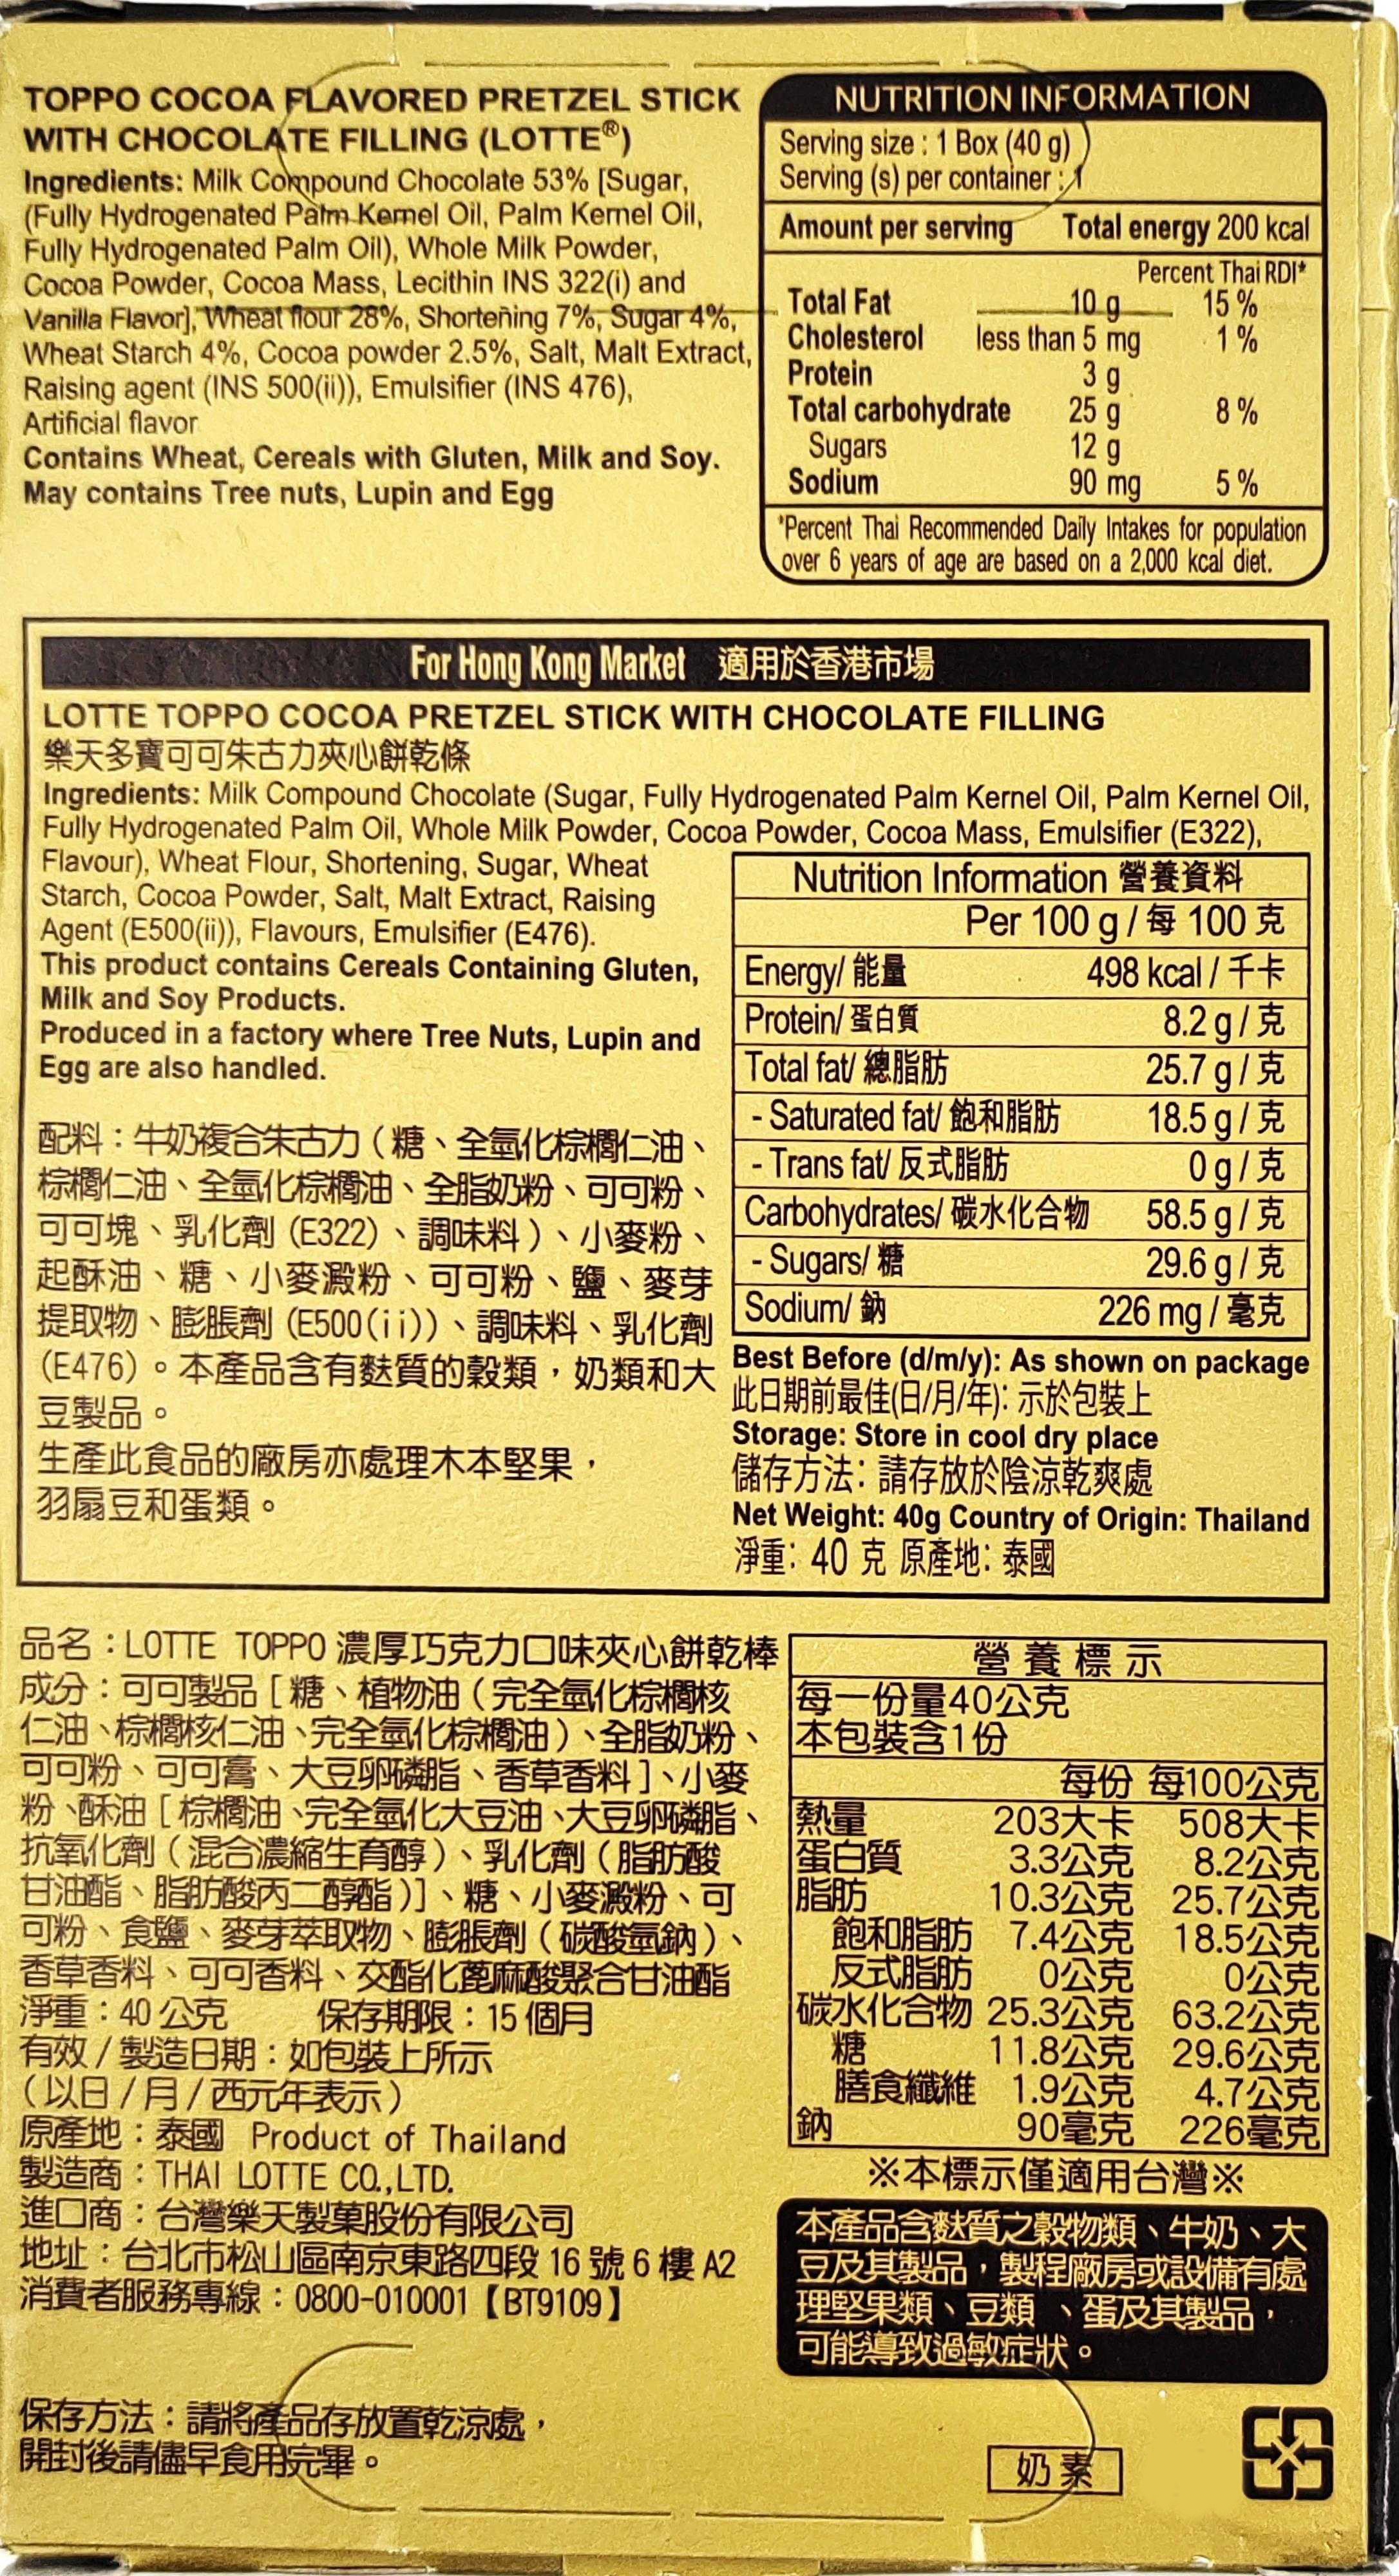 TOPPO COCOA FLAVORED PRETZEL STICK
WITH CHOCOLATE FILLING (LOTTE®)
Ingredients: Milk Compound Chocolate 53% [Sugar,
(Fully Hydrogenated Palm Kernel Oil, Palm Kernel Oil,
Fully Hydrogenated Palm Oil), Whole Milk Powder,
Cocoa Powder, Cocoa Mass, Lecithin INS 322(i) and
Vanilla Flavor], Wheat flour 28%, Shortening 7%, Sugar 4%,
Wheat Starch 4%, Cocoa powder 2.5%, Salt, Malt Extract,
Raising agent (INS 500(ii)), Emulsifier (INS 476),
Artificial flavor
Contains Wheat, Cereals with Gluten, Milk and Soy.
May contains Tree nuts, Lupin and Egg
NUTRITION INFORMATION
Serving size : 1 Box (40 g)
Serving (s) per container : 1
Amount per serving Total energy 200 kcal
Percent Thai RDI*
Total Fat 10 g 15 %
Cholesterol less than 5 mg 1 %
Protein 3 g
Total carbohydrate 25 g 8 %
Sugars 12 g
Sodium 90 mg 5 %
*Percent Thai Recommended Daily Intakes for population
over 6 years of age are based on a 2,000 kcal diet.
For Hong Kong Market 適用於香港市場
LOTTE TOPPO COCOA PRETZEL STICK WITH CHOCOLATE FILLING
樂天多寶可可朱古力夾心餅乾條
Ingredients: Milk Compound Chocolate (Sugar, Fully Hydrogenated Palm Kernel Oil, Palm Kernel Oil,
Fully Hydrogenated Palm Oil, Whole Milk Powder, Cocoa Powder, Cocoa Mass, Emulsifier (E322),
Flavour), Wheat Flour, Shortening, Sugar, Wheat
Starch, Cocoa Powder, Salt, Malt Extract, Raising
Agent (E500(ii)), Flavours, Emulsifier (E476).
This product contains Cereals Containing Gluten,
Milk and Soy Products.
Produced in a factory where Tree Nuts, Lupin and
Egg are also handled.
配料：牛奶複合朱古力（糖、全氫化棕櫚仁油、
棕櫚仁油、全氫化棕櫚油、全脂奶粉、可可粉、
可可塊、乳化劑 (E322)、調味料）、小麥粉、
起酥油、糖、小麥澱粉、可可粉、鹽、麥芽
提取物、膨脹劑 (E500(ii))、調味料、乳化劑
(E476)。本產品含有麩質的穀類，奶類和大
豆製品。
生產此食品的廠房亦處理木本堅果，
羽扇豆和蛋類。
Nutrition Information 營養資料
Per 100 g / 每 100 克
Energy/ 能量 498 kcal / 千卡
Protein/ 蛋白質 8.2 g / 克
Total fat/ 總脂肪 25.7 g / 克
- Saturated fat/ 飽和脂肪 18.5 g / 克
- Trans fat/ 反式脂肪 0 g / 克
Carbohydrates/ 碳水化合物 58.5 g / 克
- Sugars/ 糖 29.6 g / 克
Sodium/ 鈉 226 mg / 毫克
Best Before (d/m/y): As shown on package
此日期前最佳(日/月/年): 示於包裝上
Storage: Store in cool dry place
儲存方法: 請存放於陰涼乾爽處
Net Weight: 40g Country of Origin: Thailand
淨重: 40 克 原產地: 泰國
品名：LOTTE TOPPO 濃厚巧克力口味夾心餅乾棒
成分：可可製品［糖、植物油（完全氫化棕櫚核
仁油、棕櫚核仁油、完全氫化棕櫚油）、全脂奶粉、
可可粉、可可膏、大豆卵磷脂、香草香料］、小麥
粉、酥油［棕櫚油、完全氫化大豆油、大豆卵磷脂、
抗氧化劑（混合濃縮生育醇）、乳化劑（脂肪酸
甘油酯、脂肪酸丙二醇酯）］、糖、小麥澱粉、可
可粉、食鹽、麥芽萃取物、膨脹劑（碳酸氫鈉）、
香草香料、可可香料、交酯化蓖麻酸聚合甘油酯
淨重：40 公克 保存期限：15 個月
有效 / 製造日期：如包裝上所示
（以日 / 月 / 西元年表示）
原產地：泰國 Product of Thailand
製造商：THAI LOTTE CO.,LTD.
進口商：台灣樂天製菓股份有限公司
地址：台北市松山區南京東路四段 16 號 6 樓 A2
消費者服務專線：0800-010001【BT9109】
營養標示
每一份量40公克
本包裝含1份
每份 每100公克
熱量 203大卡 508大卡
蛋白質 3.3公克 8.2公克
脂肪 10.3公克 25.7公克
飽和脂肪 7.4公克 18.5公克
反式脂肪 0公克 0公克
碳水化合物 25.3公克 63.2公克
糖 11.8公克 29.6公克
膳食纖維 1.9公克 4.7公克
鈉 90毫克 226毫克
※本標示僅適用台灣※
本產品含麩質之穀物類、牛奶、大
豆及其製品，製程廠房或設備有處
理堅果類、豆類、蛋及其製品，
可能導致過敏症狀。
保存方法：請將產品存放置乾涼處，
開封後請儘早食用完畢。
奶素